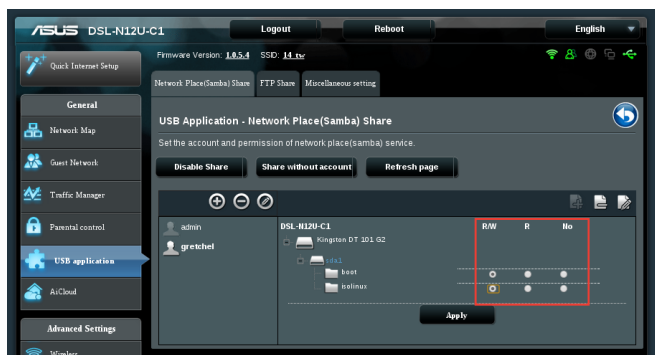 ASUS DSL-N12U-C1 Logout Reboot English
Quick Internet Setup
General
Network Map
Guest Network
Traffic Manager
Parental control
USB application
AiCloud
Advanced Settings
Wireless
Firmware Version: 1.0.5.4 SSID: 14_tw
Network Place(Samba) Share FTP Share Miscellaneous setting
USB Application - Network Place(Samba) Share
Set the account and permission of network place(samba) service.
Disable Share Share without account Refresh page
admin
gretchel
DSL-N12U-C1 R/W R No
Kingston DT 101 G2
sda1
boot
isolinux
Apply